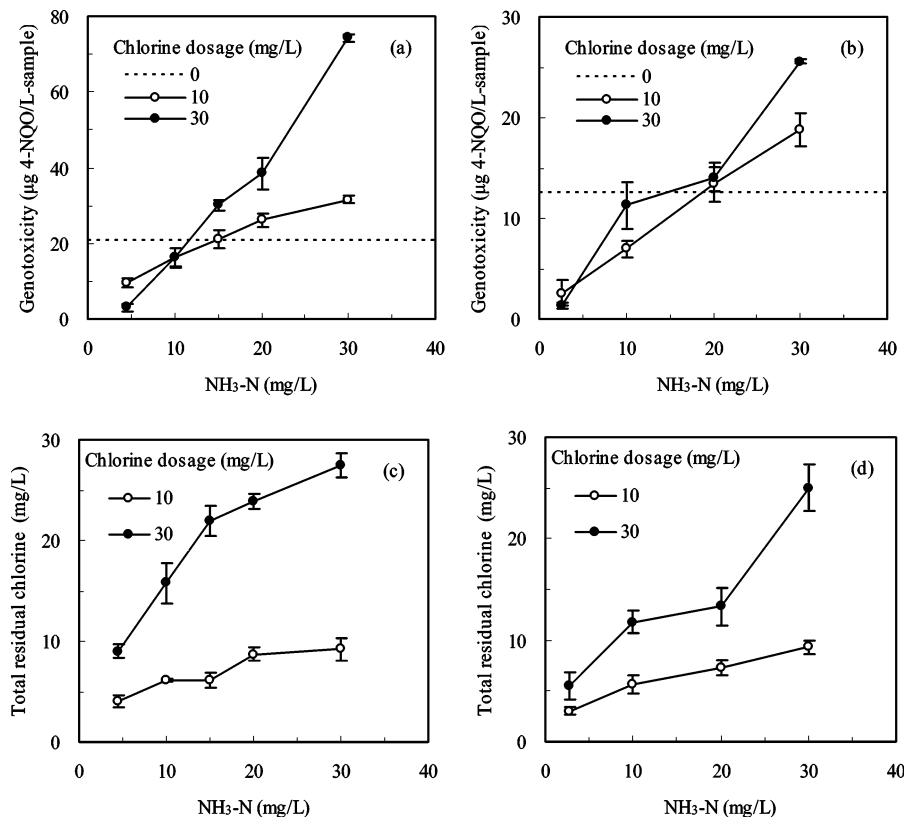 Genotoxicity (μg 4-NQO/L-sample)
80
60
40
20
0
Chlorine dosage (mg/L)
0
10
30
(a)
0
10
20
30
40
NH3-N (mg/L)
Genotoxicity (μg 4-NQO/L-sample)
30
20
10
0
Chlorine dosage (mg/L)
0
10
30
(b)
0
10
20
30
40
NH3-N (mg/L)
Total residual chlorine (mg/L)
30
20
10
0
Chlorine dosage (mg/L)
10
30
(c)
0
10
20
30
40
NH3-N (mg/L)
Total residual chlorine (mg/L)
30
20
10
0
Chlorine dosage (mg/L)
10
30
(d)
0
10
20
30
40
NH3-N (mg/L)